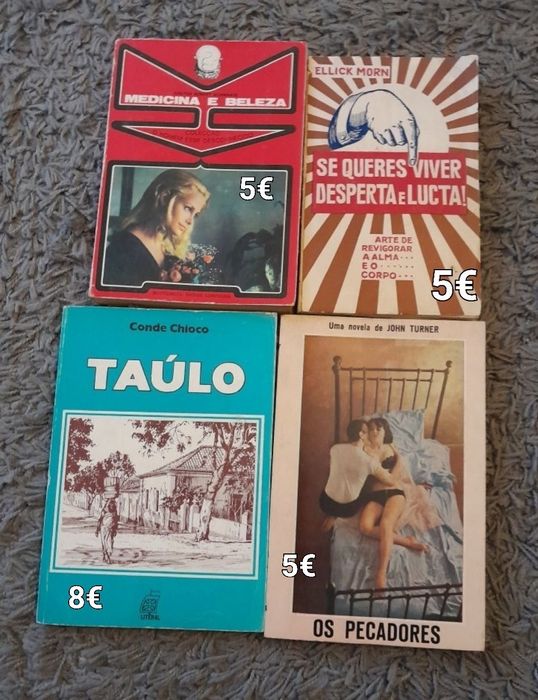 MEDICINA E BELEZA
5€
ELLICK MORN
SE QUERES VIVER
DESPERTA E LUCTA!
ARTE DE
REVIGORAR
A ALMA...
E O...
CORPO...
5€
Conde Chíoco
TAÚLO
8€
Uma novela de JOHN TURNER
5€
OS PECADORES